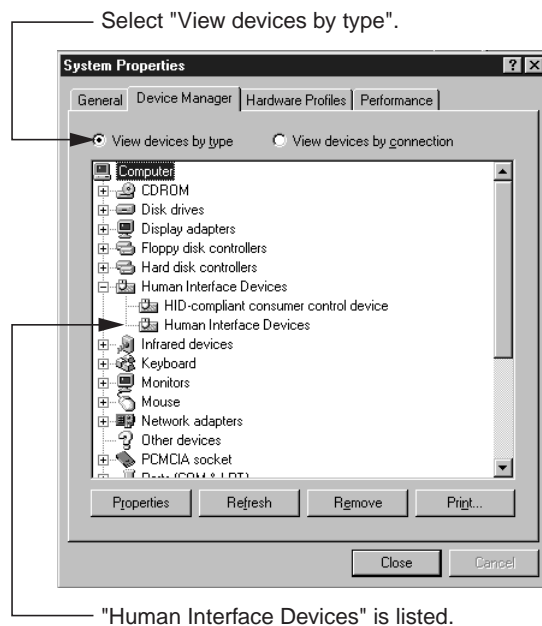 Select "View devices by type".
System Properties
General Device Manager Hardware Profiles Performance
View devices by type View devices by connection
Computer
CDROM
Disk drives
Display adapters
Floppy disk controllers
Hard disk controllers
Human Interface Devices
HID-compliant consumer control device
Human Interface Devices
Infrared devices
Keyboard
Monitors
Mouse
Network adapters
Other devices
PCMCIA socket
Ports (COM & LPT)
Properties Refresh Remove Print...
Close Cancel
"Human Interface Devices" is listed.